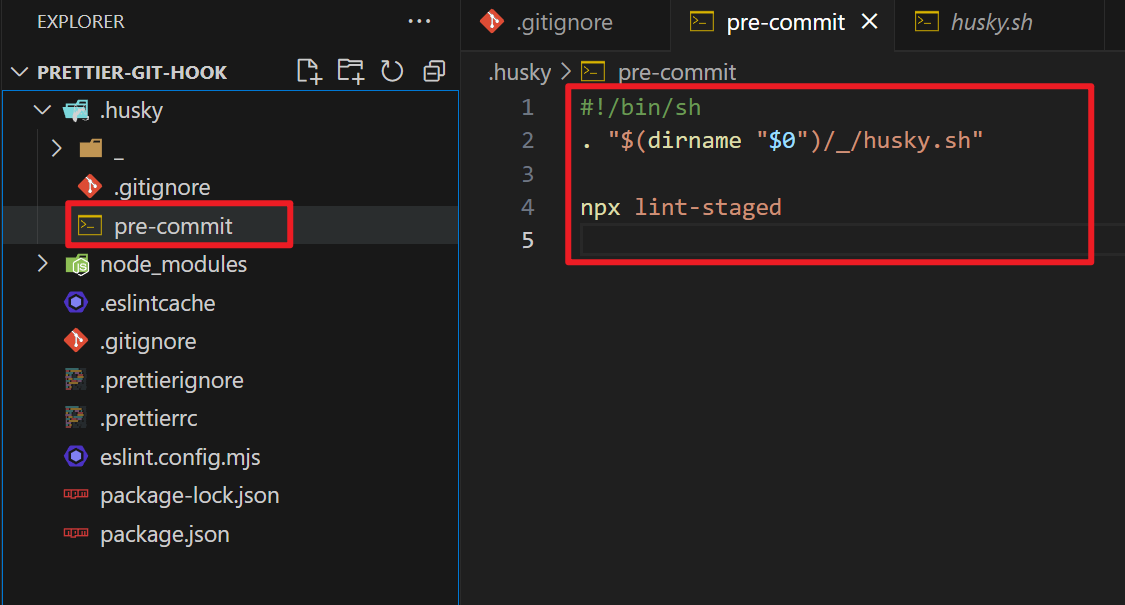 EXPLORER ...
PRETTIER-GIT-HOOK
.husky
_
.gitignore
pre-commit
node_modules
.eslintcache
.gitignore
.prettierignore
.prettierrc
eslint.config.mjs
package-lock.json
package.json
.gitignore pre-commit husky.sh
.husky > pre-commit
1 #!/bin/sh
2 . "$(dirname "$0")/_/husky.sh"
3
4 npx lint-staged
5